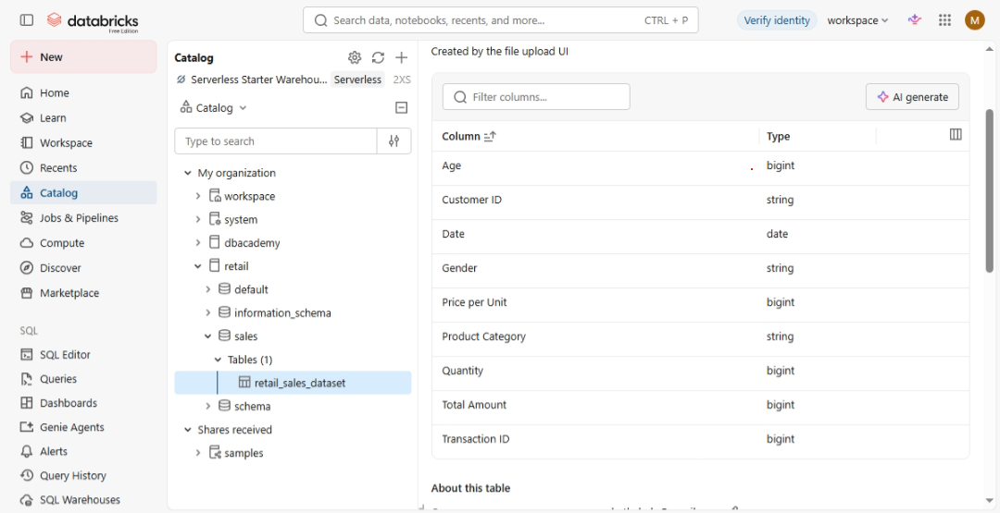 databricks
Free Edition
Search data, notebooks, recents, and more...
CTRL + P
Verify identity
workspace
M
New
Home
Learn
Workspace
Recents
Catalog
Jobs & Pipelines
Compute
Discover
Marketplace
SQL
SQL Editor
Queries
Dashboards
Genie Agents
Alerts
Query History
SQL Warehouses
Catalog
Serverless Starter Warehou... Serverless 2XS
Catalog
Type to search
My organization
workspace
system
dbacademy
retail
default
information_schema
sales
Tables (1)
retail_sales_dataset
schema
Shares received
samples
Created by the file upload UI
Filter columns...
AI generate
Column Type
Age bigint
Customer ID string
Date date
Gender string
Price per Unit bigint
Product Category string
Quantity bigint
Total Amount bigint
Transaction ID bigint
About this table